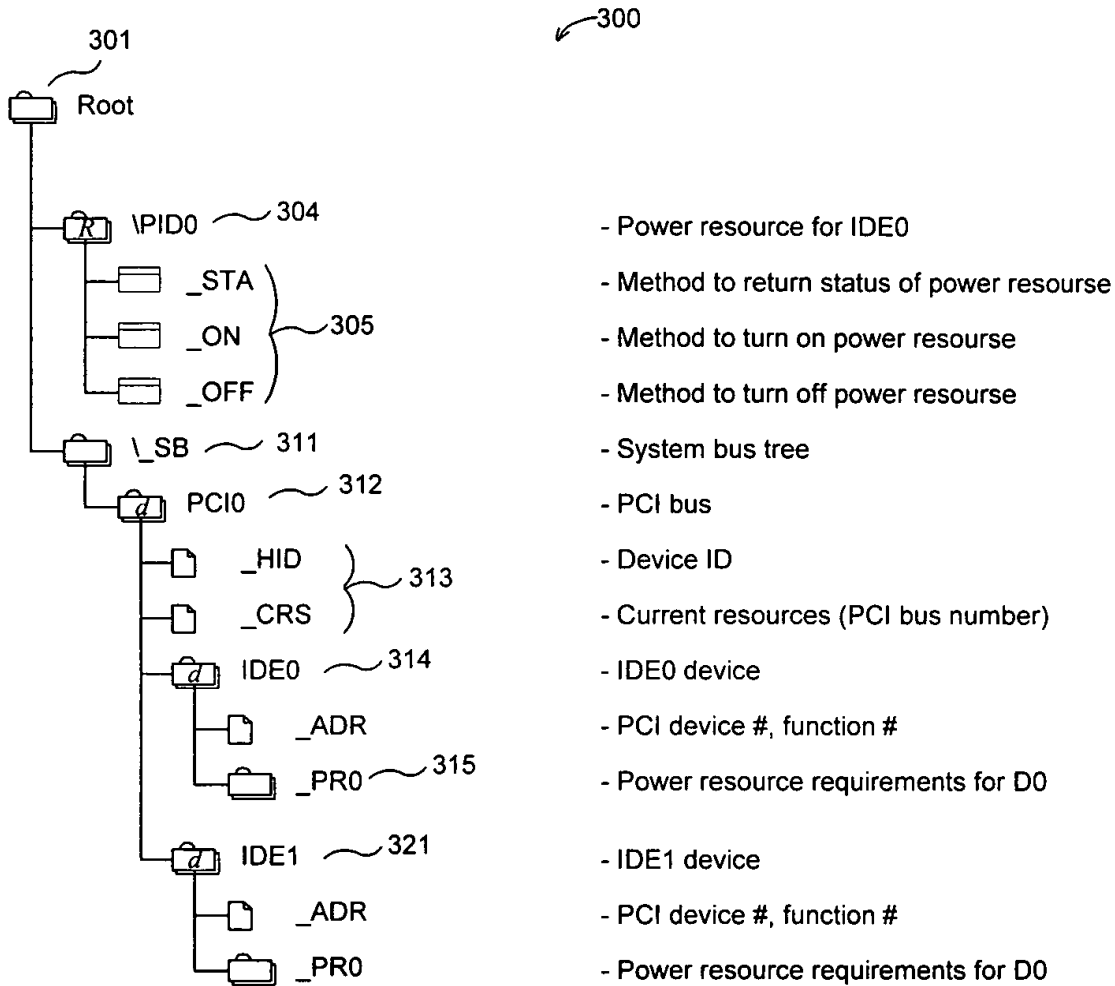 300
301
Root
R \PID0 304 - Power resource for IDE0
_STA - Method to return status of power resourse
_ON 305 - Method to turn on power resourse
_OFF - Method to turn off power resourse
\_SB 311 - System bus tree
d PCI0 312 - PCI bus
_HID - Device ID
313
_CRS - Current resources (PCI bus number)
d IDE0 314 - IDE0 device
_ADR - PCI device #, function #
_PR0 315 - Power resource requirements for D0
d IDE1 321 - IDE1 device
_ADR - PCI device #, function #
_PR0 - Power resource requirements for D0